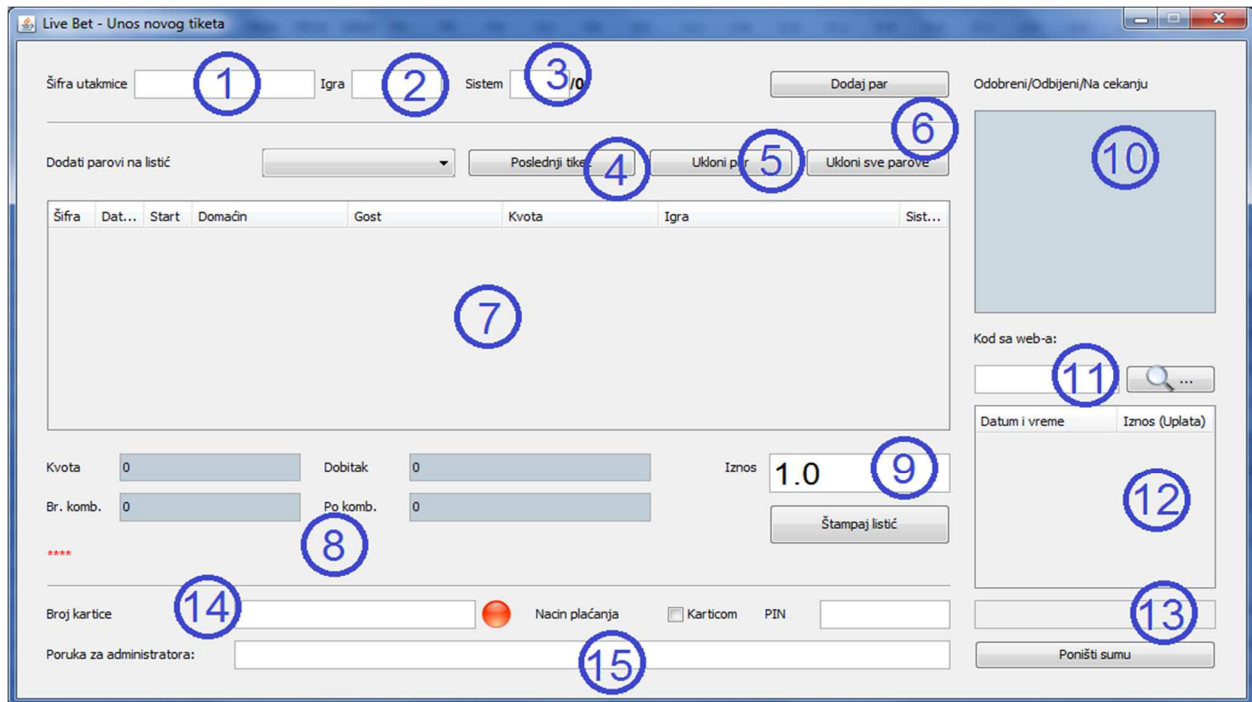 Live Bet - Unos novog tiketa
Šifra utakmice 1 Igra 2 Sistem 3 /0 Dodaj par Odobreni/Odbijeni/Na cekanju
6
10
Dodati parovi na listić Poslednji tiket 4 Ukloni par 5 Ukloni sve parove
Šifra Dat... Start Domaćin Gost Kvota Igra Sist...
7
Kod sa web-a:
11 ...
Datum i vreme Iznos (Uplata)
Kvota 0 Dobitak 0 Iznos 1.0 9
12
Br. komb. 0 Po komb. 0 Štampaj listić
8
****
Broj kartice 14 Nacin plaćanja Karticom PIN 13
Poruka za administratora: 15 Poništi sumu